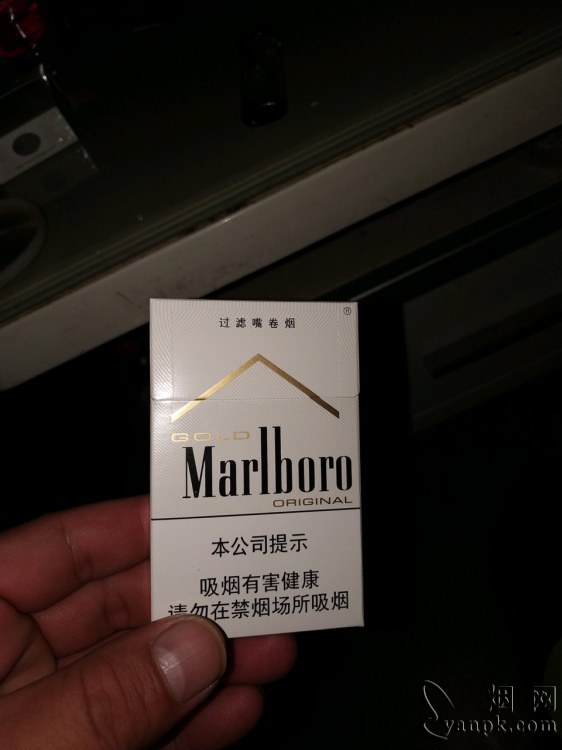 过滤嘴卷烟
®
GOLD
Marlboro
ORIGINAL
本公司提示
吸烟有害健康
请勿在禁烟场所吸烟
烟网
yanpk.com